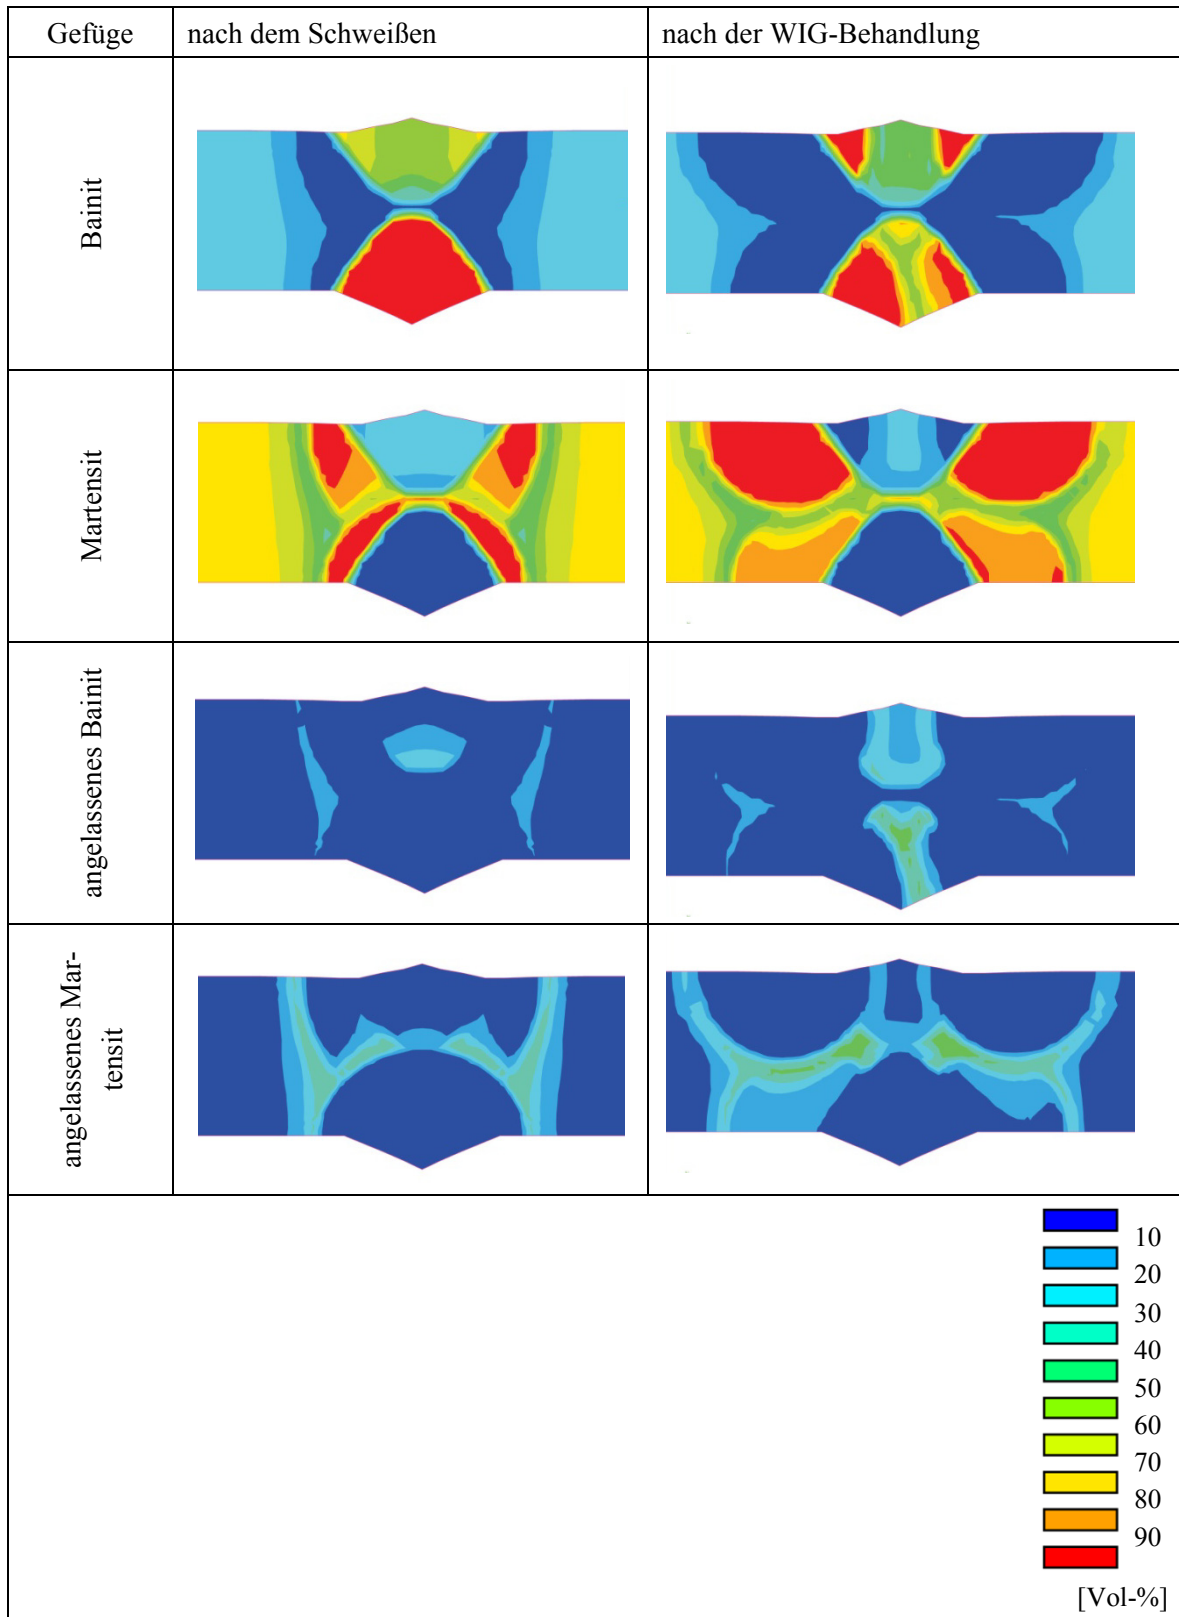 Gefüge
nach dem Schweißen
nach der WIG-Behandlung
Bainit
Martensit
angelassenes Bainit
angelassenes Mar-
tensit
10
20
30
40
50
60
70
80
90
[Vol-%]